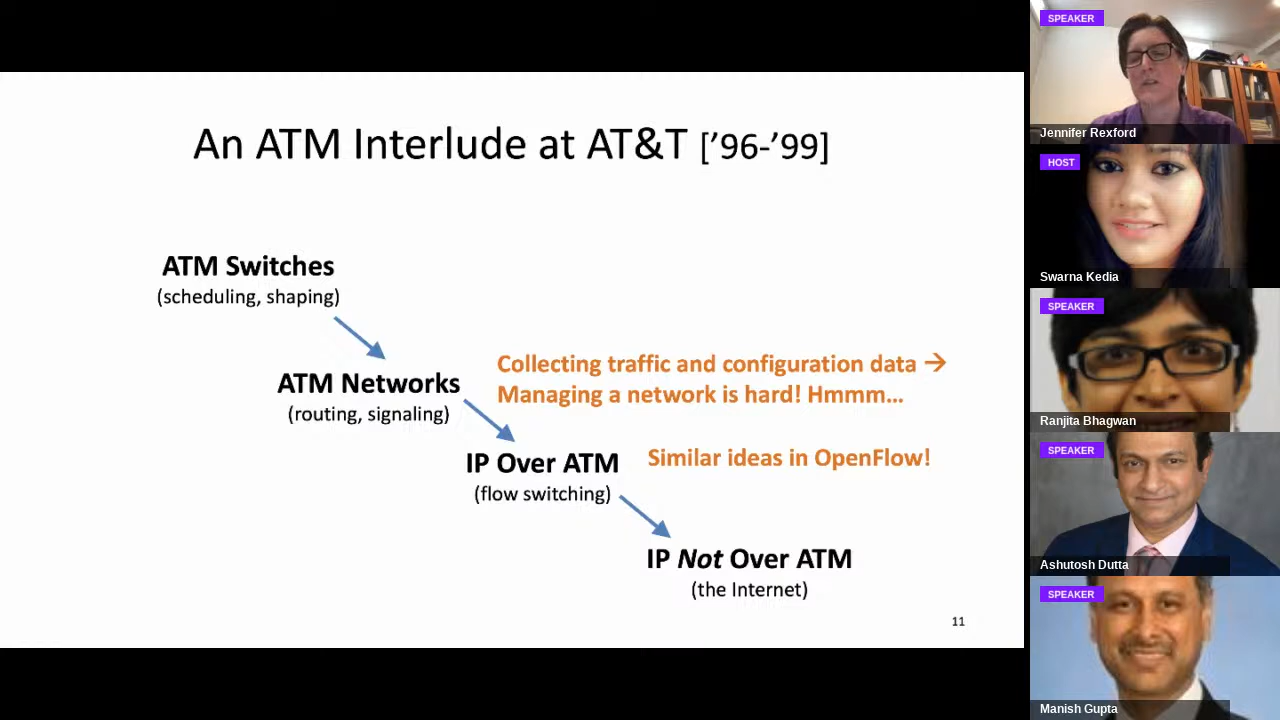 An ATM Interlude at AT&T [’96-’99]
ATM Switches
(scheduling, shaping)
ATM Networks
(routing, signaling)
Collecting traffic and configuration data →
Managing a network is hard! Hmmm…
IP Over ATM
(flow switching)
Similar ideas in OpenFlow!
IP Not Over ATM
(the Internet)
11
SPEAKER
Jennifer Rexford
HOST
Swarna Kedia
SPEAKER
Ranjita Bhagwan
SPEAKER
Ashutosh Dutta
SPEAKER
Manish Gupta